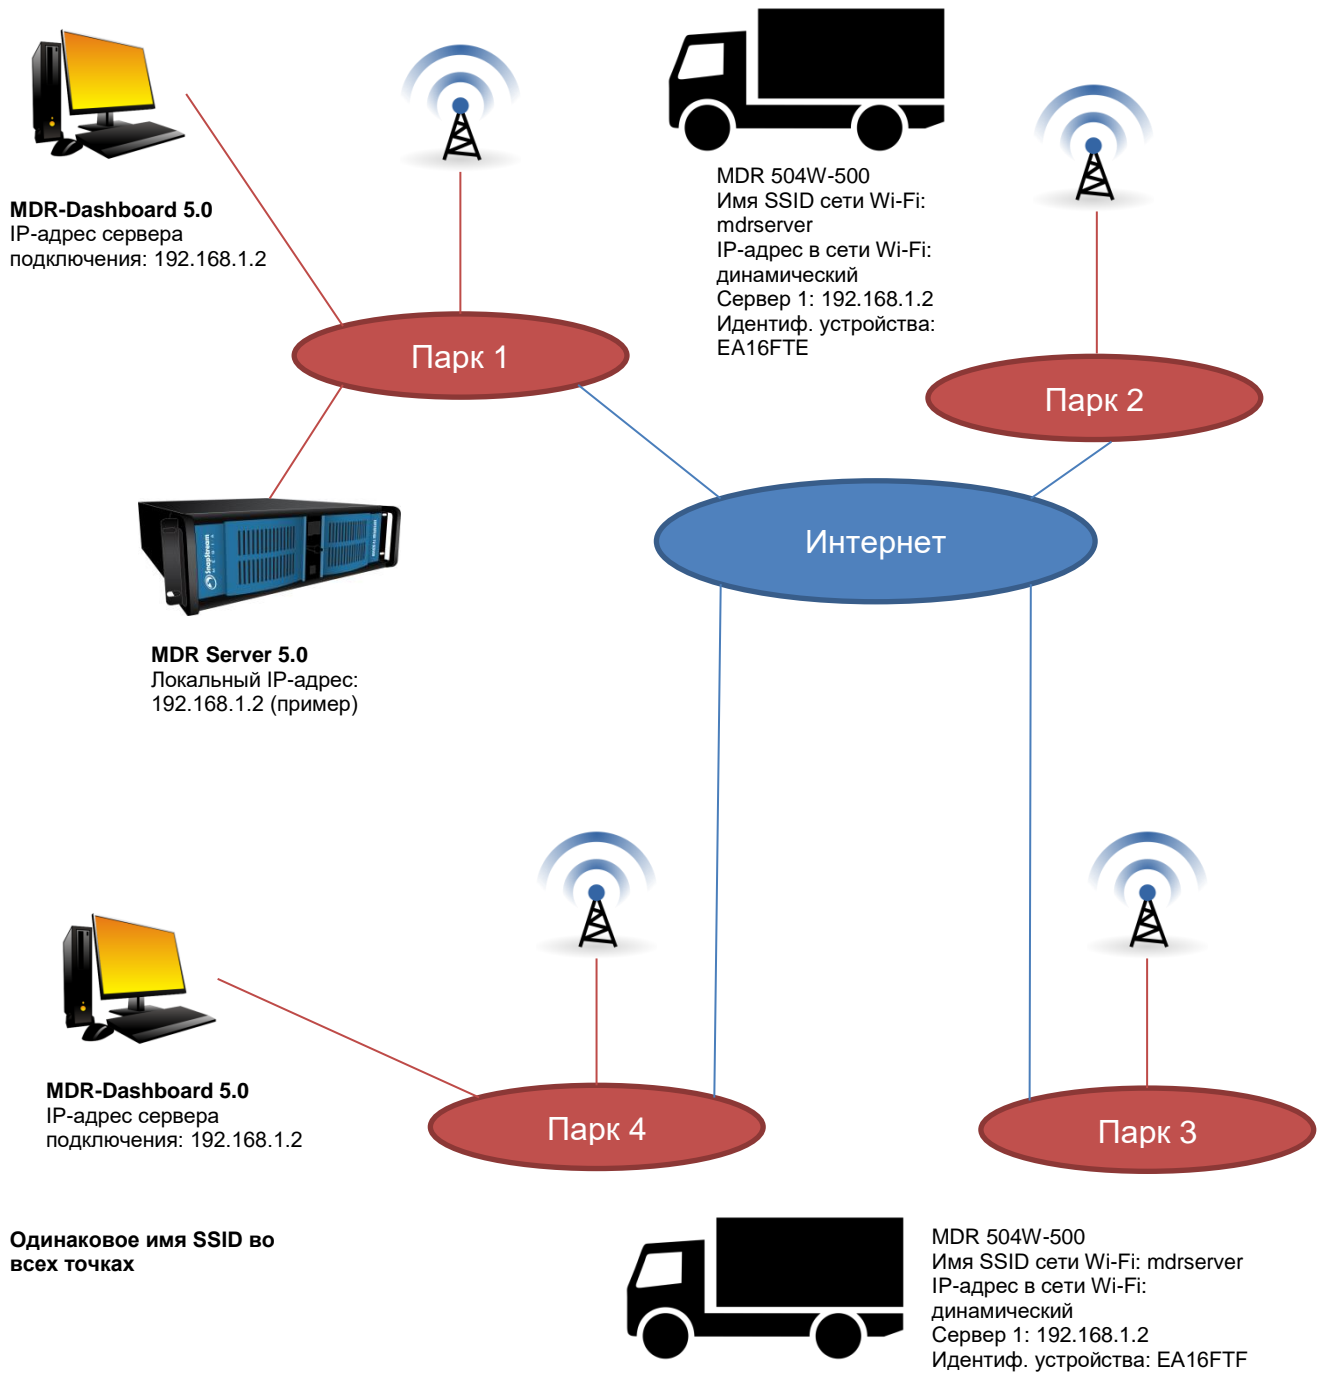 MDR-Dashboard 5.0
IP-адрес сервера
подключения: 192.168.1.2
MDR 504W-500
Имя SSID сети Wi-Fi:
mdrserver
IP-адрес в сети Wi-Fi:
динамический
Сервер 1: 192.168.1.2
Идентиф. устройства:
EA16FTE
Парк 1
Парк 2
Интернет
SnapStream
MEDIA
MDR Server 5.0
Локальный IP-адрес:
192.168.1.2 (пример)
MDR-Dashboard 5.0
IP-адрес сервера
подключения: 192.168.1.2
Парк 4
Парк 3
Одинаковое имя SSID во
всех точках
MDR 504W-500
Имя SSID сети Wi-Fi: mdrserver
IP-адрес в сети Wi-Fi:
динамический
Сервер 1: 192.168.1.2
Идентиф. устройства: EA16FTF